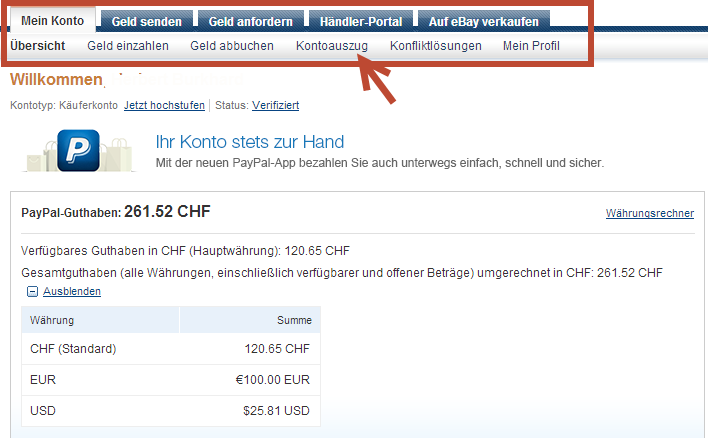 Mein Konto Geld senden Geld anfordern Händler-Portal Auf eBay verkaufen
Übersicht Geld einzahlen Geld abbuchen Kontoauszug Konfliktlösungen Mein Profil
Willkommen,
Kontotyp: Käuferkonto Jetzt hochstufen Status: Verifiziert
P
Ihr Konto stets zur Hand
Mit der neuen PayPal-App bezahlen Sie auch unterwegs einfach, schnell und sicher.
PayPal-Guthaben: 261.52 CHF Währungsrechner
Verfügbares Guthaben in CHF (Hauptwährung): 120.65 CHF
Gesamtguthaben (alle Währungen, einschließlich verfügbarer und offener Beträge) umgerechnet in CHF: 261.52 CHF
Ausblenden
Währung Summe
CHF (Standard) 120.65 CHF
EUR €100.00 EUR
USD $25.81 USD